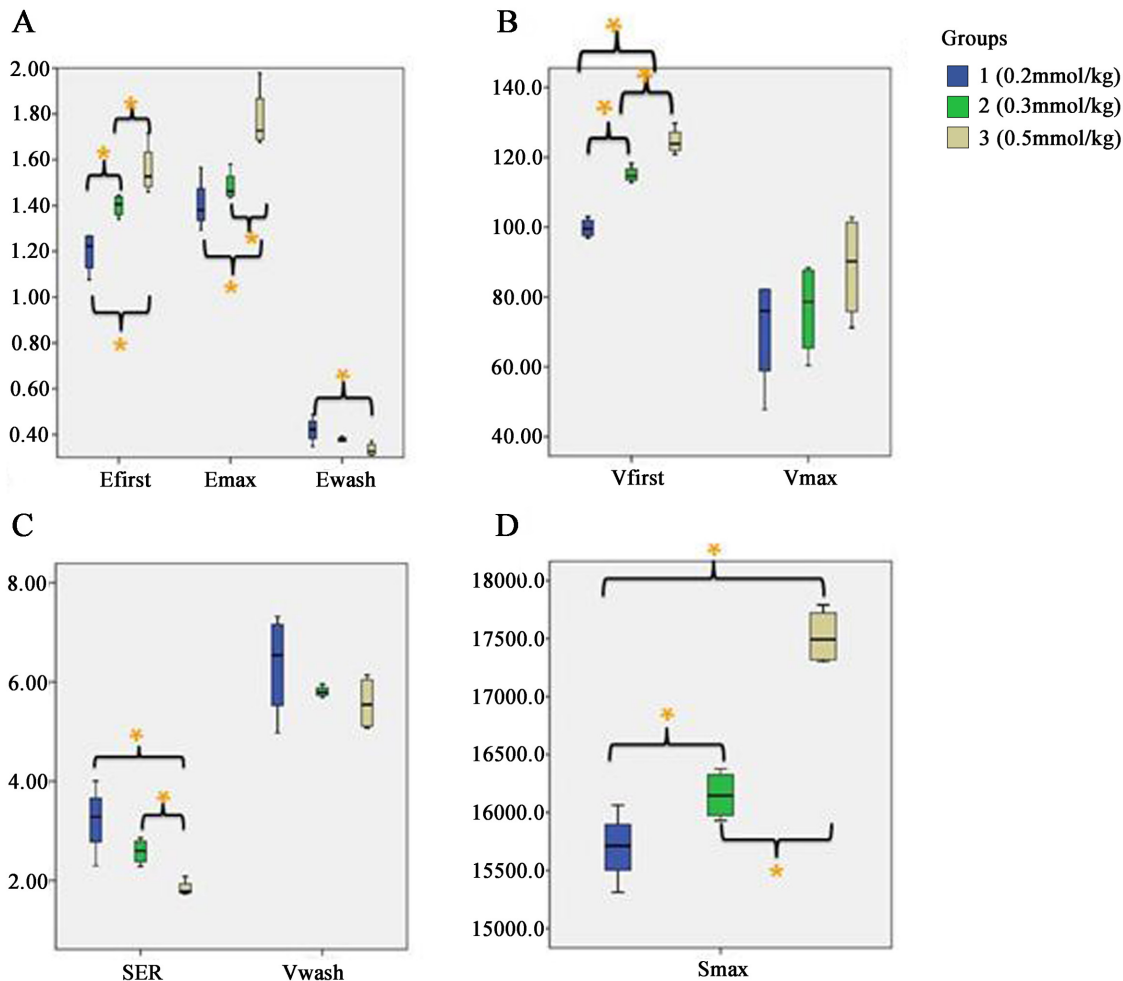 A
2.00
1.80
1.60
1.40
1.20
1.00
0.80
0.60
0.40
Efirst Emax Ewash
B
140.0
120.0
100.0
80.00
60.00
40.00
Vfirst Vmax
Groups
1 (0.2mmol/kg)
2 (0.3mmol/kg)
3 (0.5mmol/kg)
C
8.00
6.00
4.00
2.00
SER Vwash
D
18000.0
17500.0
17000.0
16500.0
16000.0
15500.0
15000.0
Smax